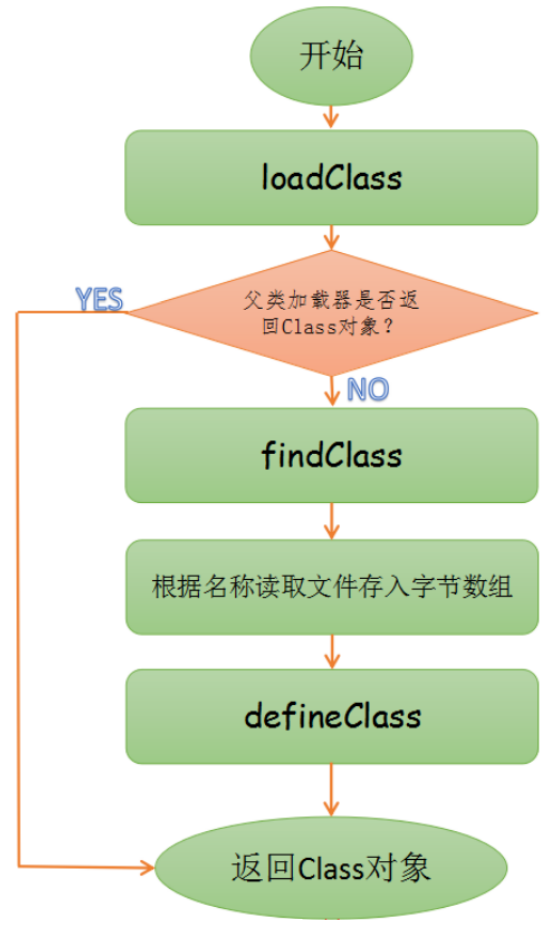 开始
loadClass
YES
父类加载器是否返
回Class对象？
NO
findClass
根据名称读取文件存入字节数组
defineClass
返回Class对象